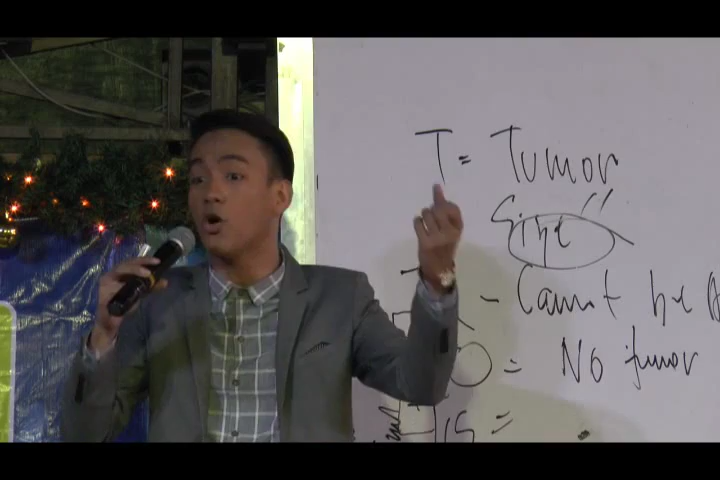 T = Tumor
Size"
- Cannot be
O = No tumor
IS =